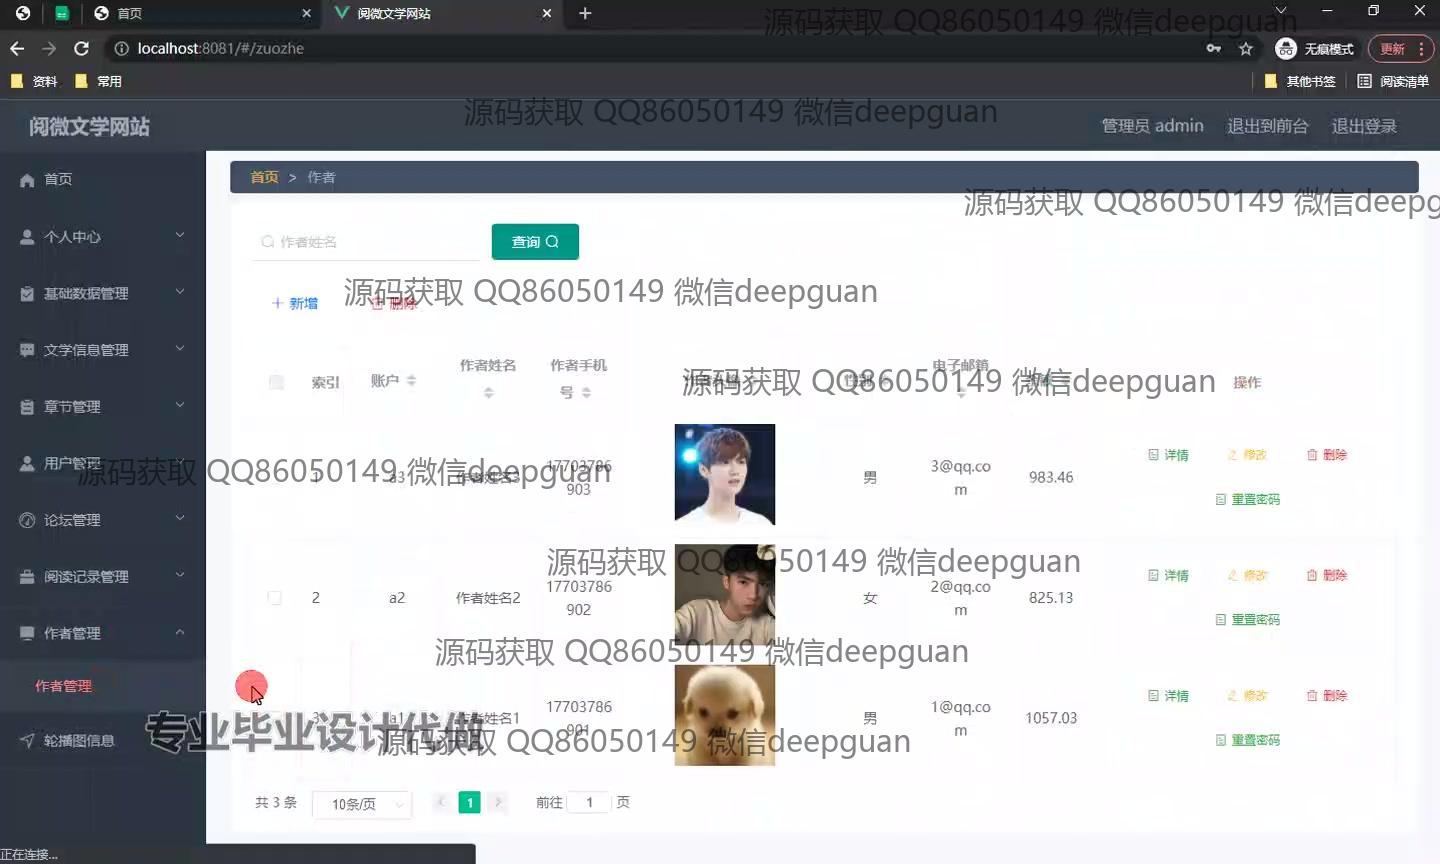 首页
阅微文学网站
localhost:8081/#/zuozhe
无痕模式
更新
资料
常用
其他书签
阅读清单
源码获取 QQ86050149 微信deepguan
源码获取 QQ86050149 微信deepguan
阅微文学网站
管理员 admin
退出到前台
退出登录
首页
个人中心
基础数据管理
文学信息管理
章节管理
用户管理
论坛管理
阅读记录管理
作者管理
作者管理
轮播图信息
首页 > 作者
源码获取 QQ86050149 微信deepg
作者姓名
查询
+ 新增
删除
源码获取 QQ86050149 微信deepguan
索引
账户
作者姓名
作者手机
号
电子邮箱
操作
源码获取 QQ86050149 微信deepguan
1
a3
作者姓名3
17703786
903
男
3@qq.co
m
983.46
详情
修改
删除
重置密码
源码获取 QQ86050149 微信deepguan
2
a2
作者姓名2
17703786
902
女
2@qq.co
m
825.13
详情
修改
删除
重置密码
源码获取 QQ86050149 微信deepguan
源码获取 QQ86050149 微信deepguan
3
a1
作者姓名1
17703786
901
男
1@qq.co
m
1057.03
详情
修改
删除
重置密码
专业毕业设计代做
源码获取 QQ86050149 微信deepguan
共 3 条
10条/页
1
前往 1 页
正在连接...